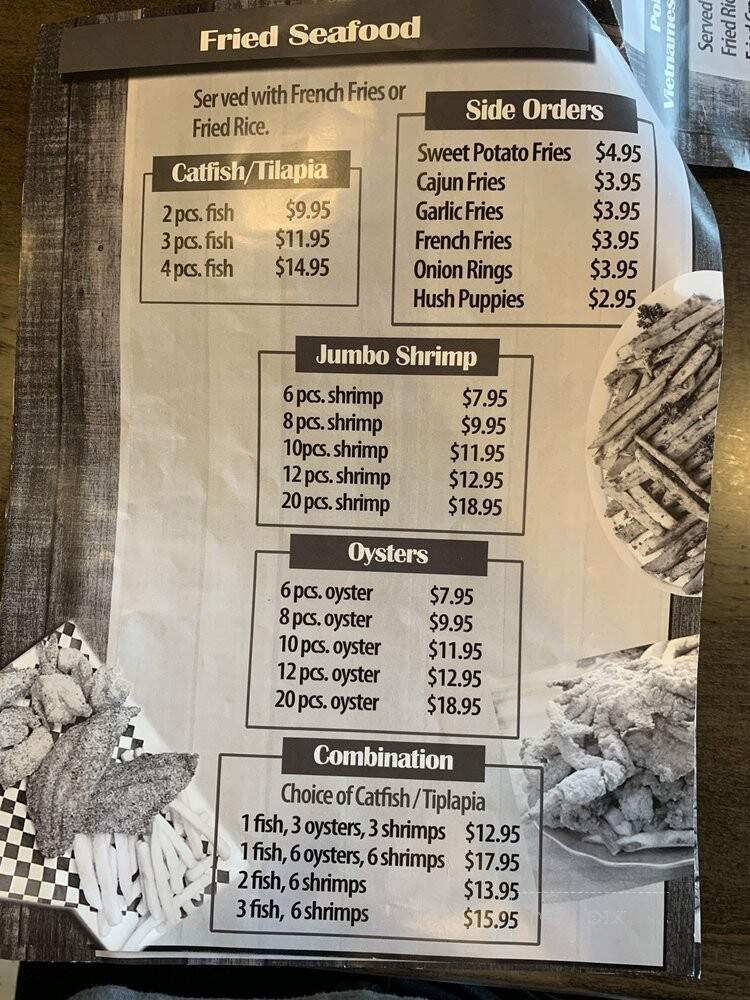 Fried Seafood
Ser ved with French Fries or
Fried Rice.
Catfish/Tilapia
2 pcs. fish $9.95
3 pcs. fish $11.95
4 pcs. fish $14.95
Side Orders
Sweet Potato Fries $4.95
Cajun Fries $3.95
Garlic Fries $3.95
French Fries $3.95
Onion Rings $3.95
Hush Puppies $2.95
Jumbo Shrimp
6 pcs. shrimp $7.95
8 pcs. shrimp $9.95
10pcs. shrimp $11.95
12 pcs. shrimp $12.95
20 pcs. shrimp $18.95
Oysters
6 pcs. oyster $7.95
8 pcs. oyster $9.95
10 pcs. oyster $11.95
12 pcs. oyster $12.95
20 pcs. oyster $18.95
Combination
Choice of Catfish / Tiplapia
1 fish, 3 oysters, 3 shrimps $12.95
1 fish, 6 oysters, 6 shrimps $17.95
2 fish, 6 shrimps $13.95
3 fish, 6 shrimps $15.95
Served
Fried